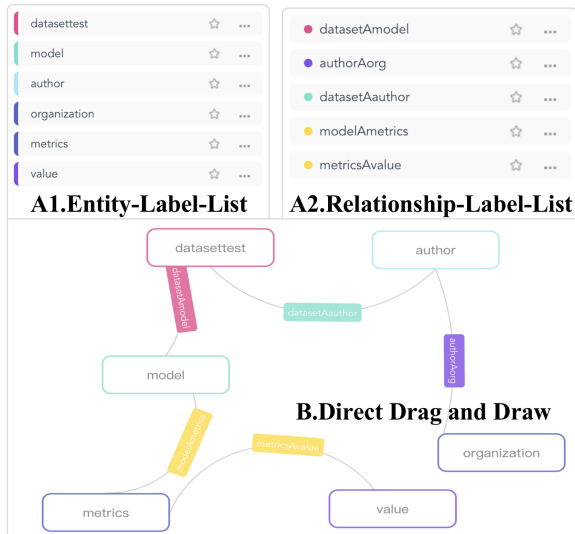 datasettest
model
author
organization
metrics
value
A1.Entity-Label-List
datasetAmodel
authorAorg
datasetAauthor
modelAmetrics
metricsAvalue
A2.Relationship-Label-List
datasettest
author
datasetAmodel
datasetAauthor
authorAorg
model
B.Direct Drag and Draw
modelAmetrics
metricsAvalue
organization
metrics
value